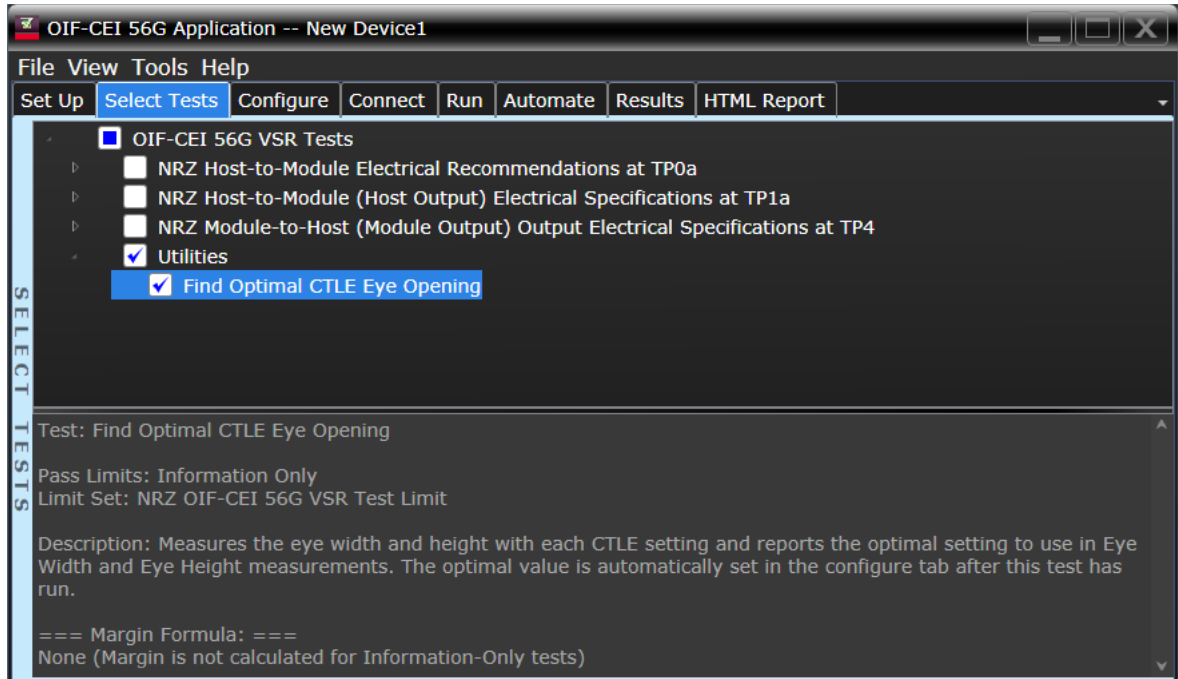 OIF-CEI 56G Application -- New Device1
File View Tools Help
Set Up Select Tests Configure Connect Run Automate Results HTML Report
OIF-CEI 56G VSR Tests
NRZ Host-to-Module Electrical Recommendations at TP0a
NRZ Host-to-Module (Host Output) Electrical Specifications at TP1a
NRZ Module-to-Host (Module Output) Output Electrical Specifications at TP4
Utilities
Find Optimal CTLE Eye Opening
SELECT TESTS
Test: Find Optimal CTLE Eye Opening
Pass Limits: Information Only
Limit Set: NRZ OIF-CEI 56G VSR Test Limit
Description: Measures the eye width and height with each CTLE setting and reports the optimal setting to use in Eye
Width and Eye Height measurements. The optimal value is automatically set in the configure tab after this test has
run.
=== Margin Formula: ===
None (Margin is not calculated for Information-Only tests)